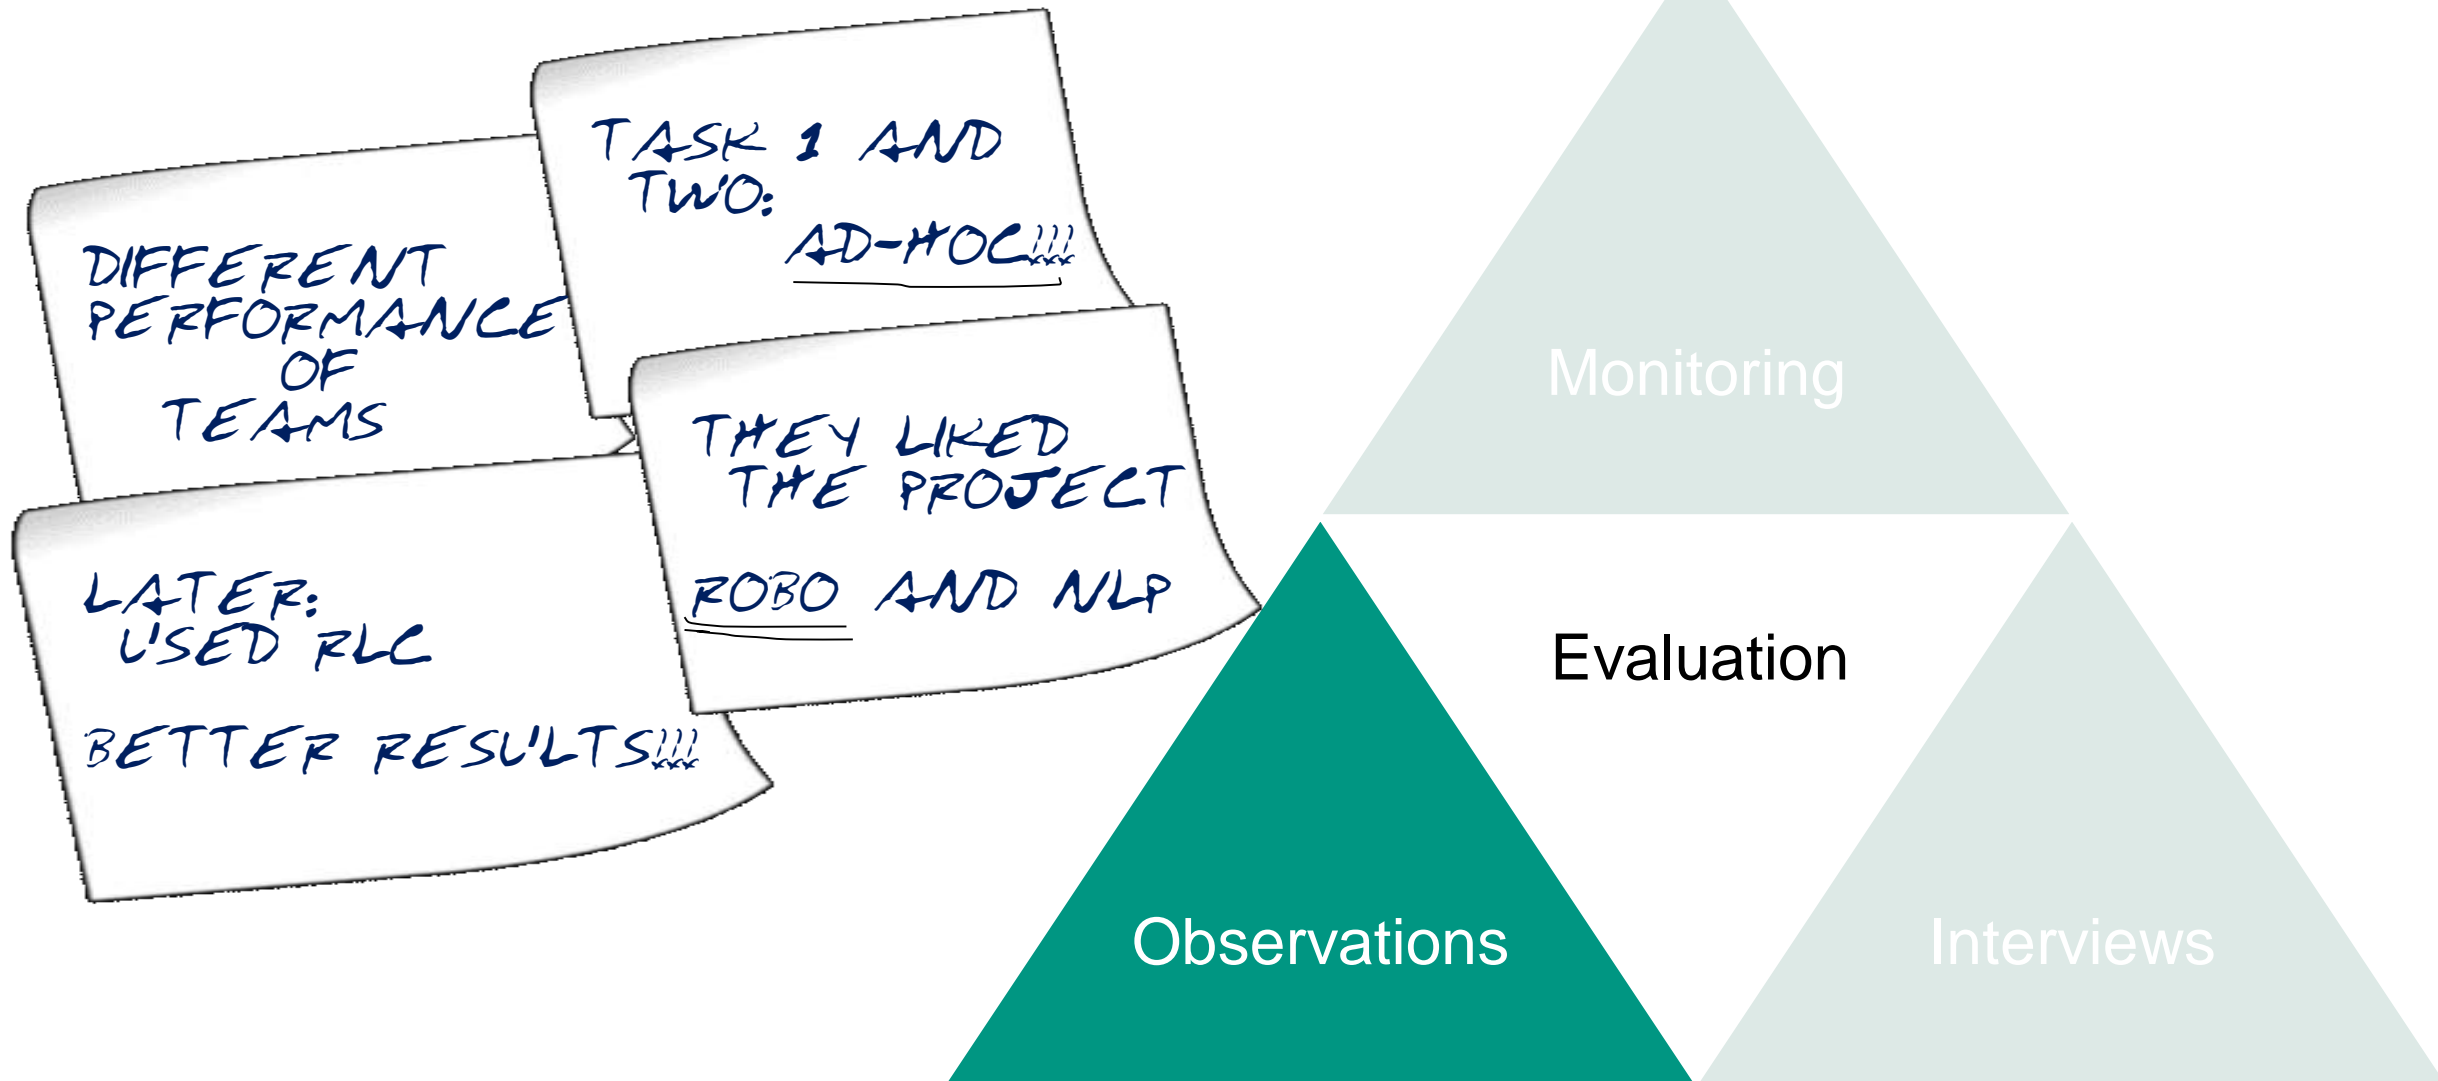 TASK 1 AND
TWO:
AD-HOC!!!
DIFFERENT
PERFORMANCE
OF
TEAMS
THEY LIKED
THE PROJECT
ROBO AND NLP
LATER:
USED RLC
BETTER RESULTS!!!
Monitoring
Evaluation
Observations
Interviews